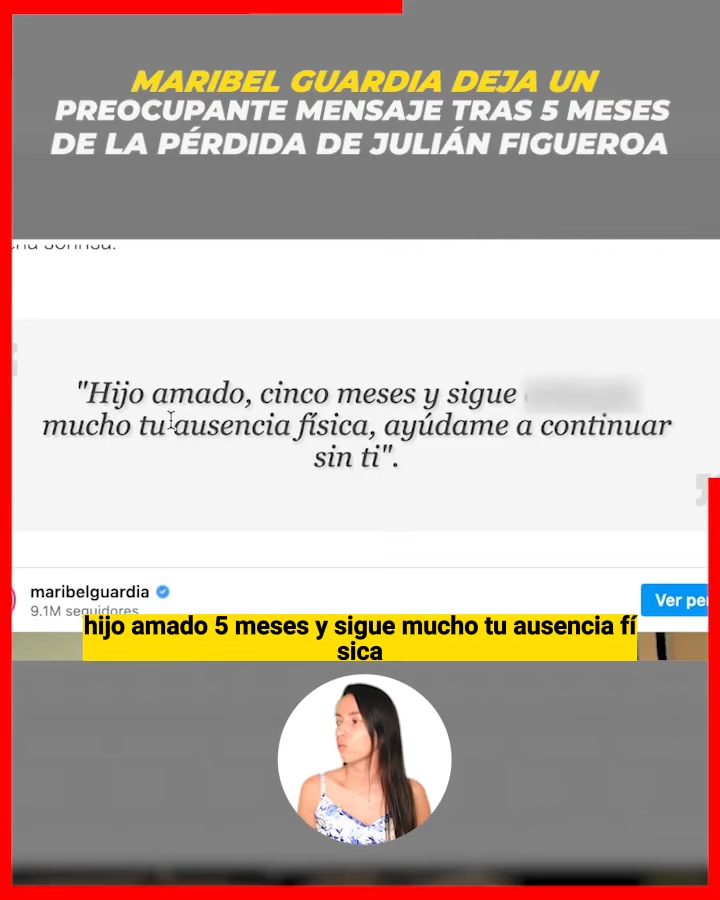 MARIBEL GUARDIA DEJA UN
PREOCUPANTE MENSAJE TRAS 5 MESES
DE LA PÉRDIDA DE JULIÁN FIGUEROA
"Hijo amado, cinco meses y sigue
mucho tu ausencia física, ayúdame a continuar
sin ti".
maribelguardia
9.1M seguidores
Ver
hijo amado 5 meses y sigue mucho tu ausencia fí
sica